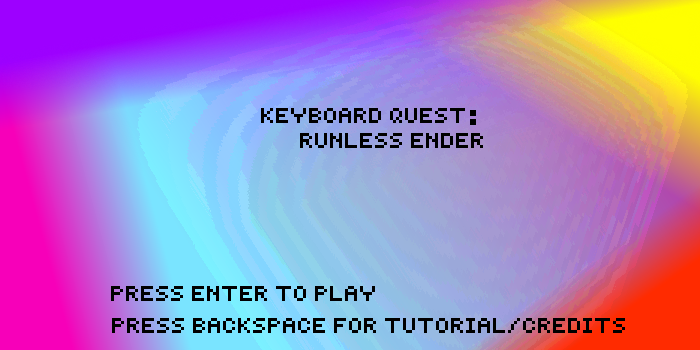 KEYBOARD QUEST:
RUNLESS ENDER
PRESS ENTER TO PLAY
PRESS BACKSPACE FOR TUTORIAL/CREDITS